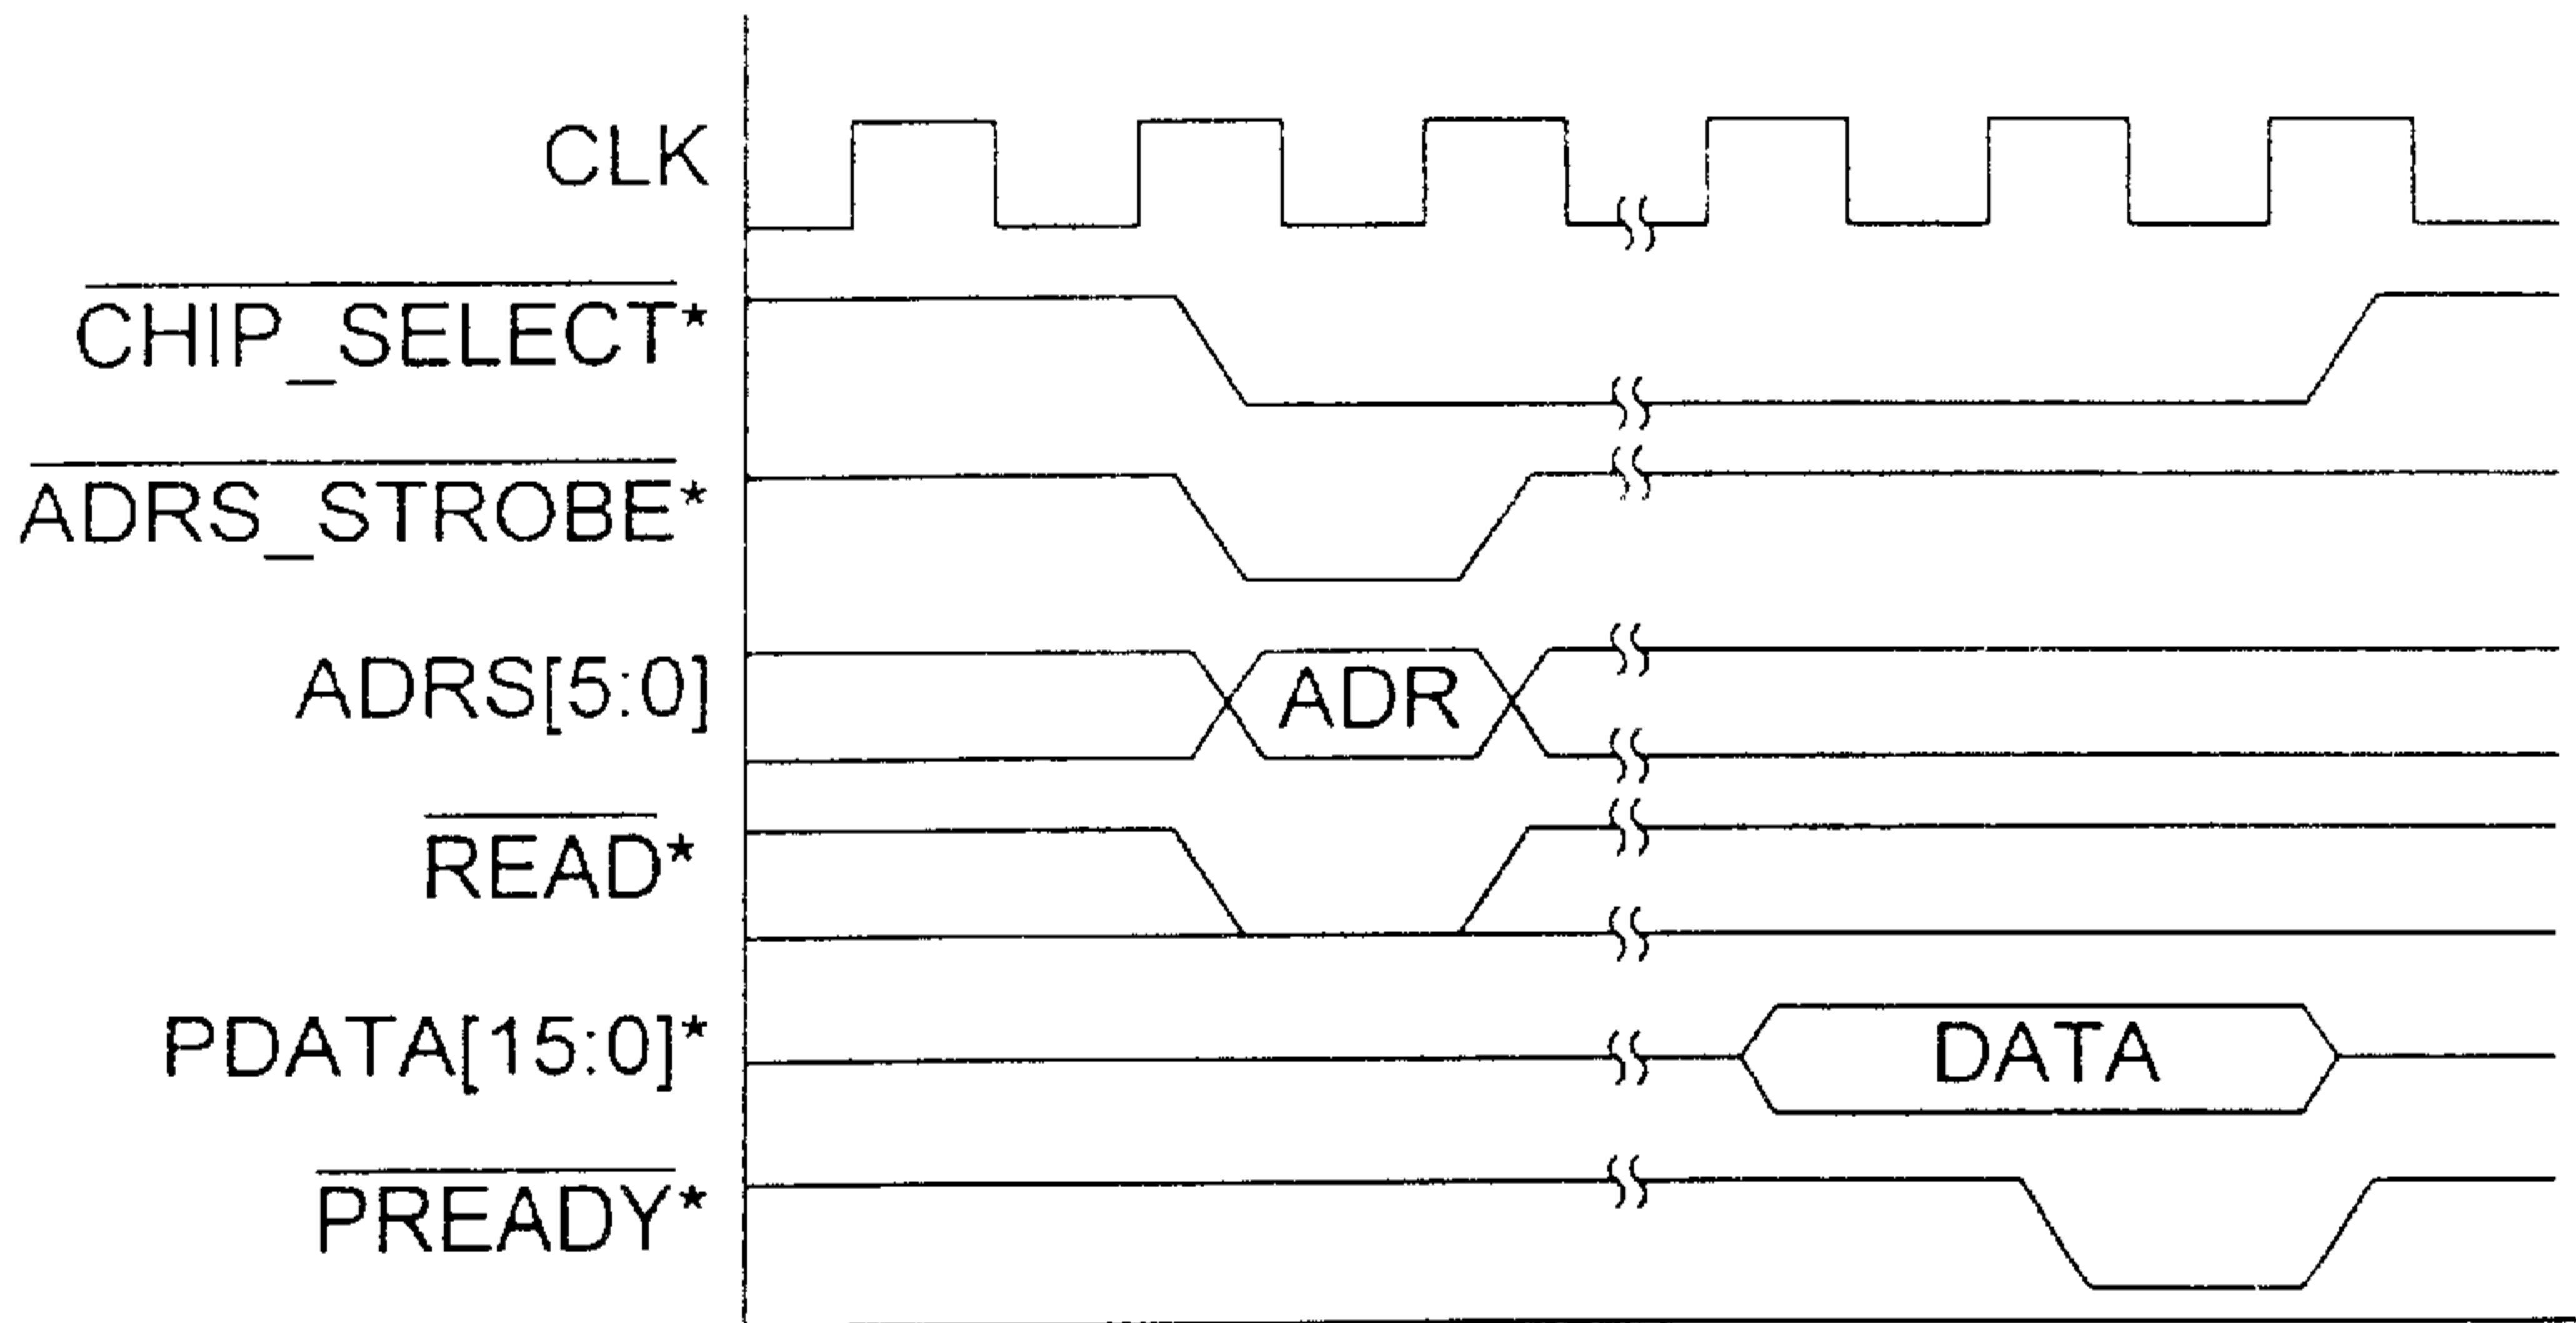 CLK
CHIP_SELECT*
ADRS_STROBE*
ADRS[5:0]
ADR
READ*
PDATA[15:0]*
DATA
PREADY*